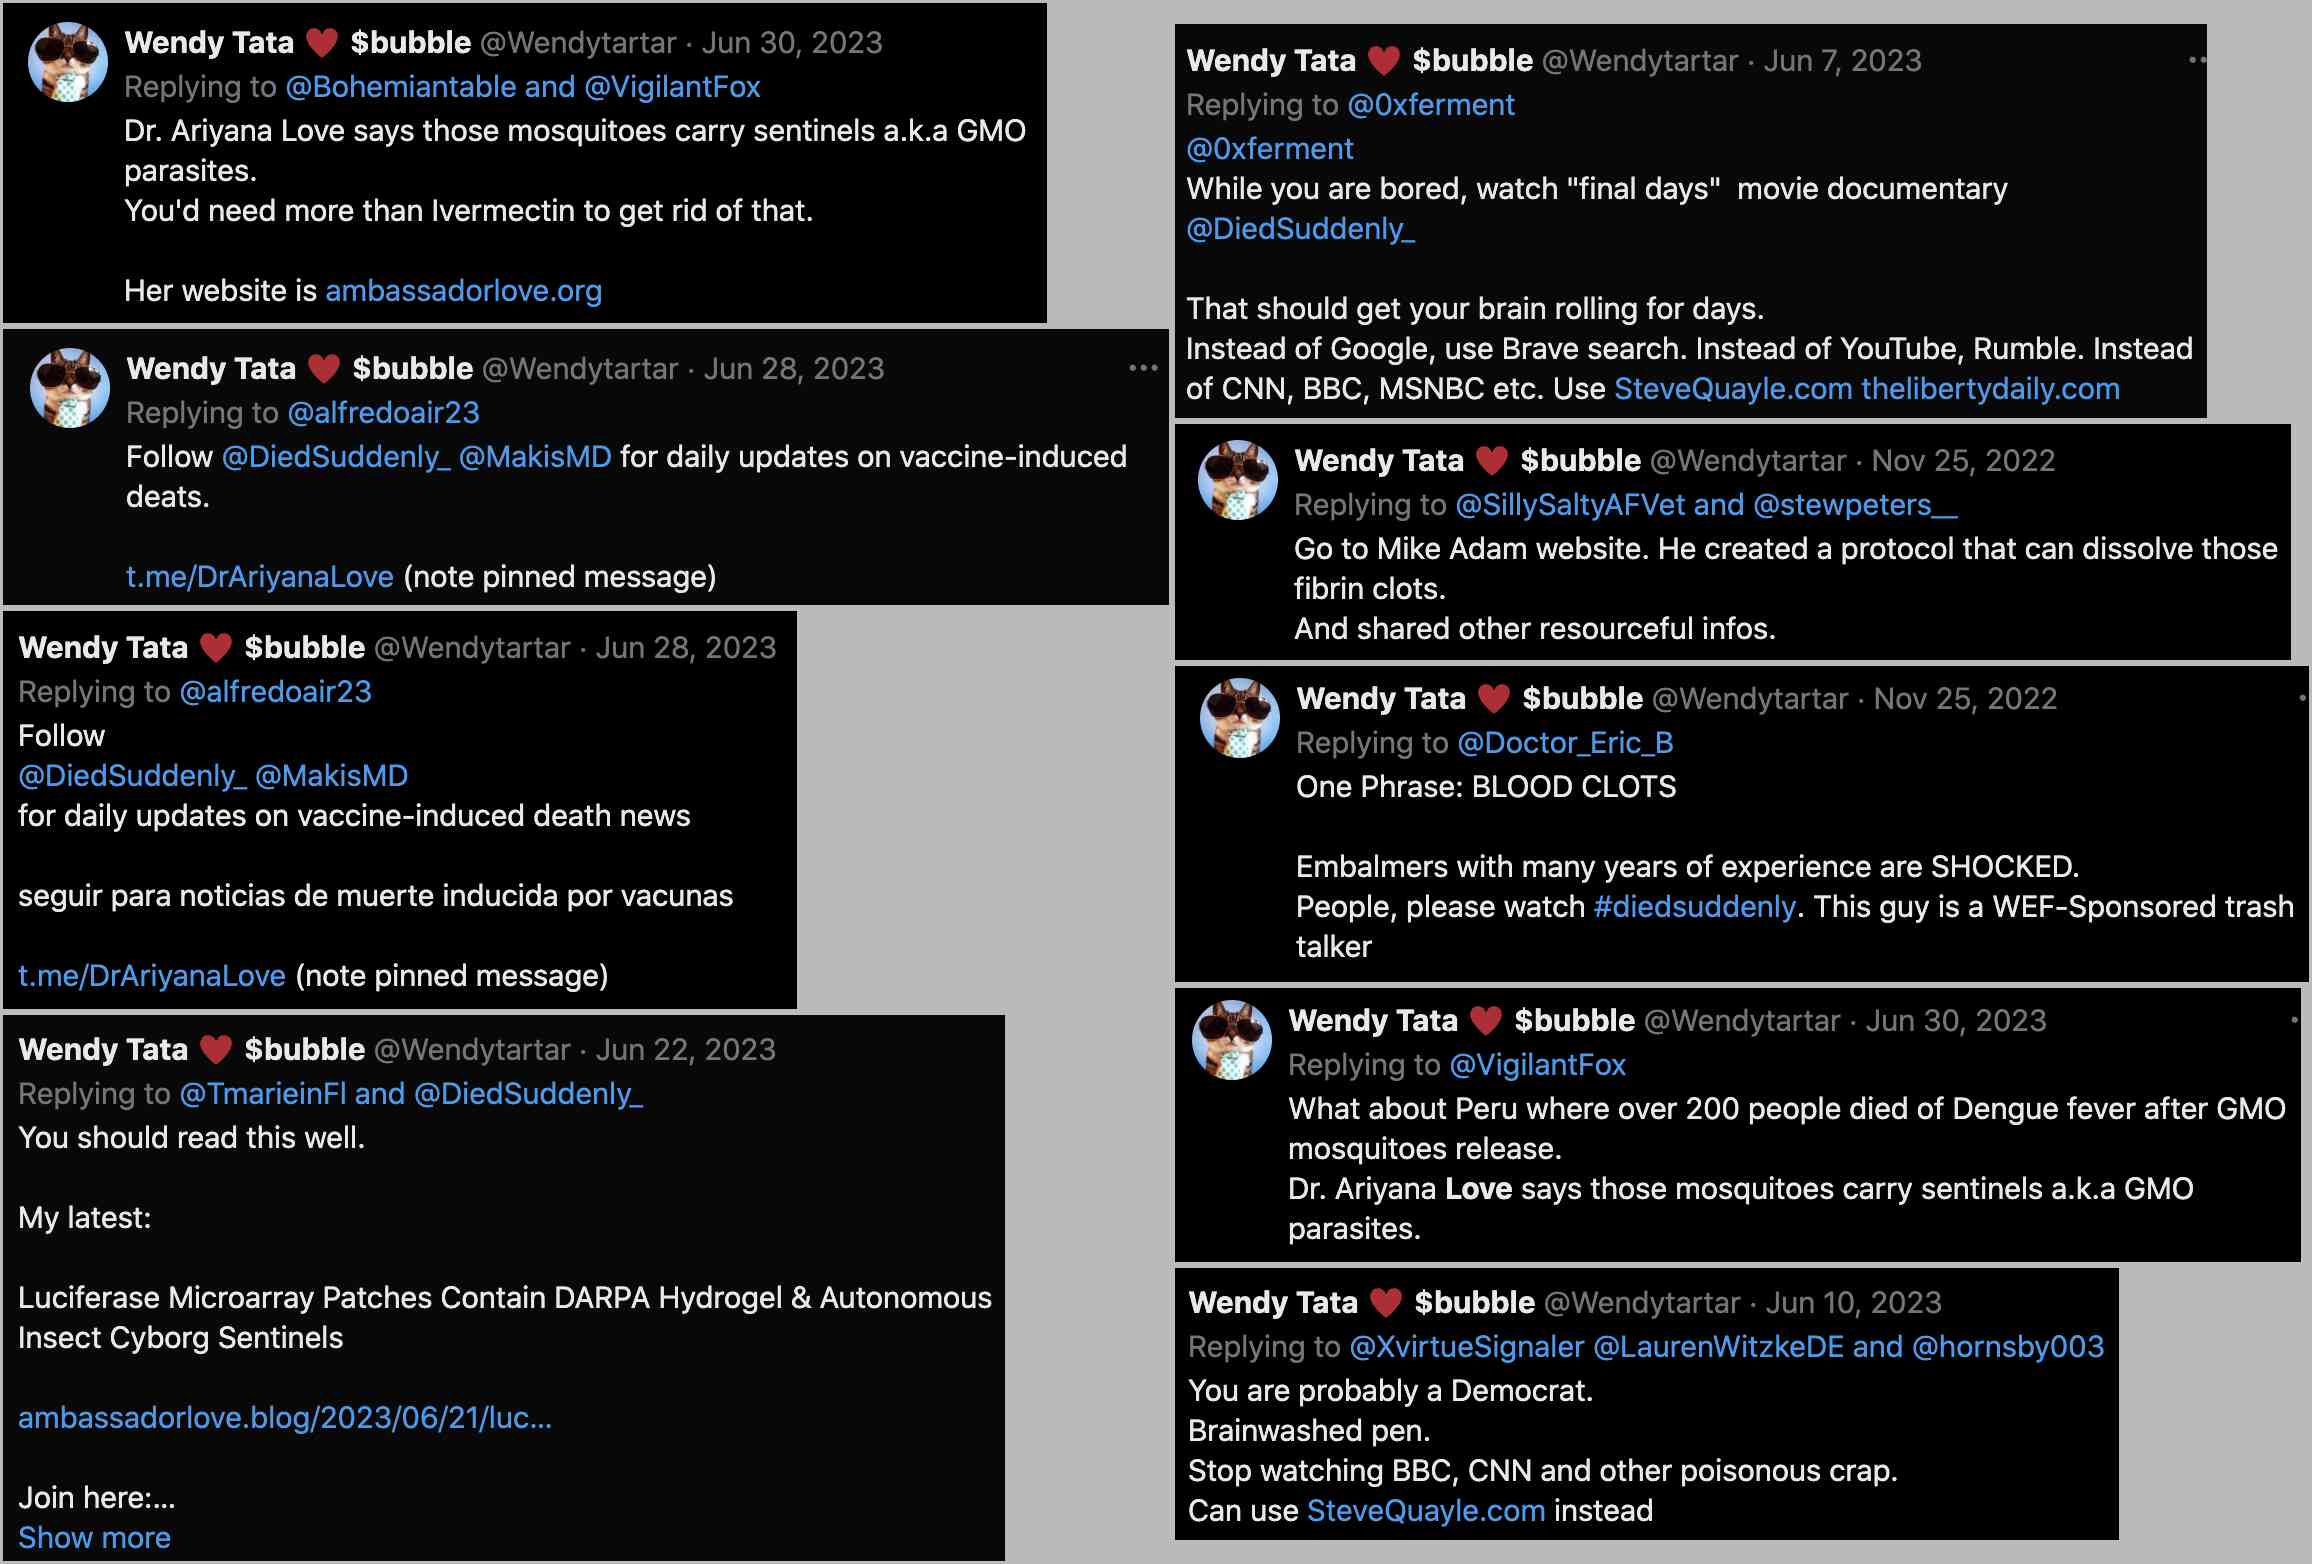 Wendy Tata ❤️ $bubble @Wendytartar · Jun 30, 2023
Replying to @Bohemiantable and @VigilantFox
Dr. Ariyana Love says those mosquitoes carry sentinels a.k.a GMO
parasites.
You'd need more than Ivermectin to get rid of that.
Her website is ambassadorlove.org
Wendy Tata ❤️ $bubble @Wendytartar · Jun 28, 2023
Replying to @alfredoair23
Follow @DiedSuddenly_ @MakisMD for daily updates on vaccine-induced
deats.
t.me/DrAriyanaLove (note pinned message)
Wendy Tata ❤️ $bubble @Wendytartar · Jun 28, 2023
Replying to @alfredoair23
Follow
@DiedSuddenly_ @MakisMD
for daily updates on vaccine-induced death news
seguir para noticias de muerte inducida por vacunas
t.me/DrAriyanaLove (note pinned message)
Wendy Tata ❤️ $bubble @Wendytartar · Jun 22, 2023
Replying to @TmarieinFl and @DiedSuddenly_
You should read this well.
My latest:
Luciferase Microarray Patches Contain DARPA Hydrogel & Autonomous
Insect Cyborg Sentinels
ambassadorlove.blog/2023/06/21/luc...
Join here:...
Show more
Wendy Tata ❤️ $bubble @Wendytartar · Jun 7, 2023
Replying to @0xferment
@0xferment
While you are bored, watch "final days" movie documentary
@DiedSuddenly_
That should get your brain rolling for days.
Instead of Google, use Brave search. Instead of YouTube, Rumble. Instead
of CNN, BBC, MSNBC etc. Use SteveQuayle.com thelibertydaily.com
Wendy Tata ❤️ $bubble @Wendytartar · Nov 25, 2022
Replying to @SillySaltyAFVet and @stewpeters__
Go to Mike Adam website. He created a protocol that can dissolve those
fibrin clots.
And shared other resourceful infos.
Wendy Tata ❤️ $bubble @Wendytartar · Nov 25, 2022
Replying to @Doctor_Eric_B
One Phrase: BLOOD CLOTS
Embalmers with many years of experience are SHOCKED.
People, please watch #diedsuddenly. This guy is a WEF-Sponsored trash
talker
Wendy Tata ❤️ $bubble @Wendytartar · Jun 30, 2023
Replying to @VigilantFox
What about Peru where over 200 people died of Dengue fever after GMO
mosquitoes release.
Dr. Ariyana Love says those mosquitoes carry sentinels a.k.a GMO
parasites.
Wendy Tata ❤️ $bubble @Wendytartar · Jun 10, 2023
Replying to @XvirtueSignaler @LaurenWitzkeDE and @hornsby003
You are probably a Democrat.
Brainwashed pen.
Stop watching BBC, CNN and other poisonous crap.
Can use SteveQuayle.com instead